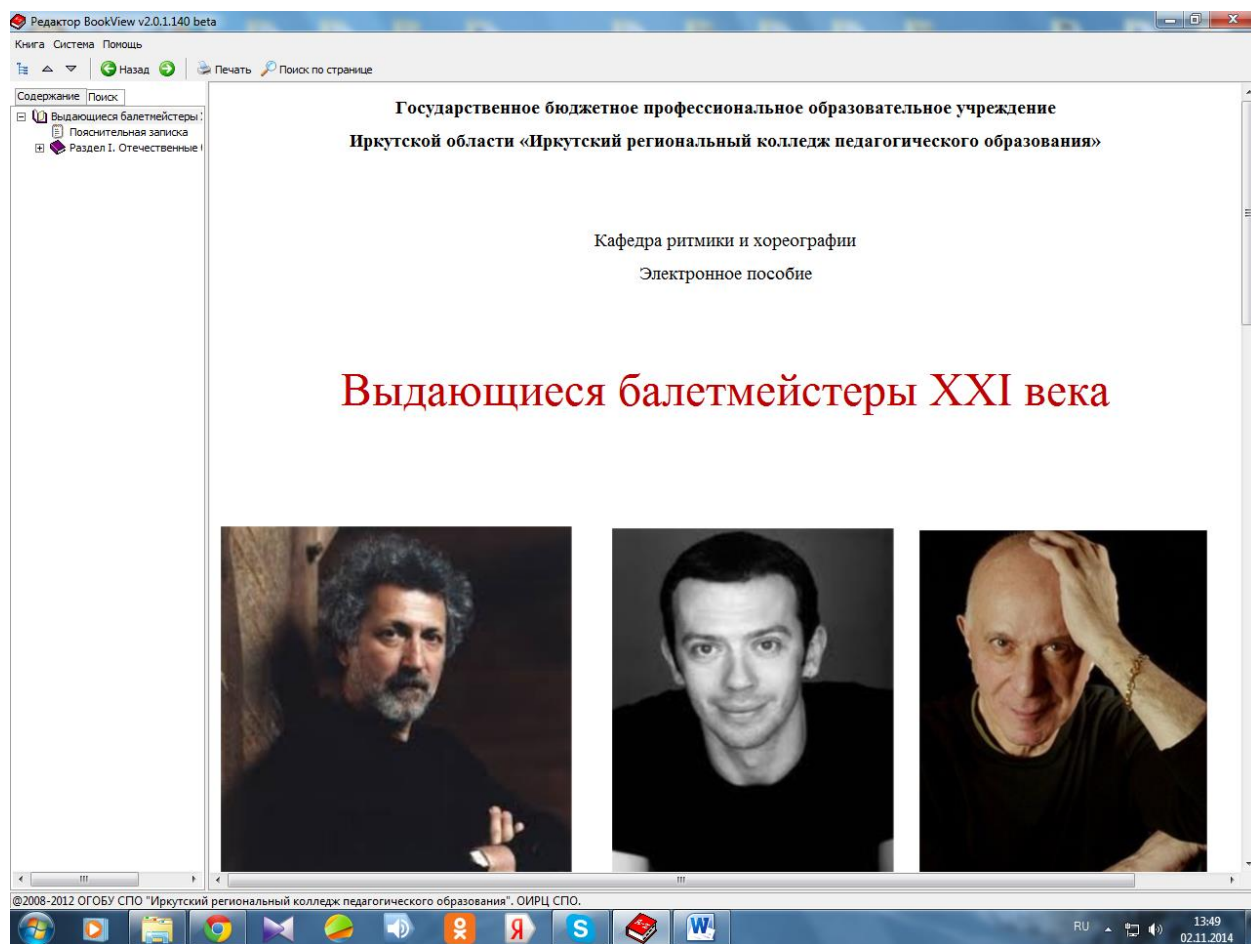 Редактор BookView v2.0.1.140 beta
Книга Система Помощь
Назад Печать Поиск по странице
Содержание Поиск
Выдающиеся балетмейстеры
Пояснительная записка
Раздел I. Отечественные
Государственное бюджетное профессиональное образовательное учреждение
Иркутской области «Иркутский региональный колледж педагогического образования»
Кафедра ритмики и хореографии
Электронное пособие
Выдающиеся балетмейстеры XXI века
@2008-2012 ОГОБУ СПО "Иркутский региональный колледж педагогического образования". ОИРЦ СПО.
RU
13:49
02.11.2014